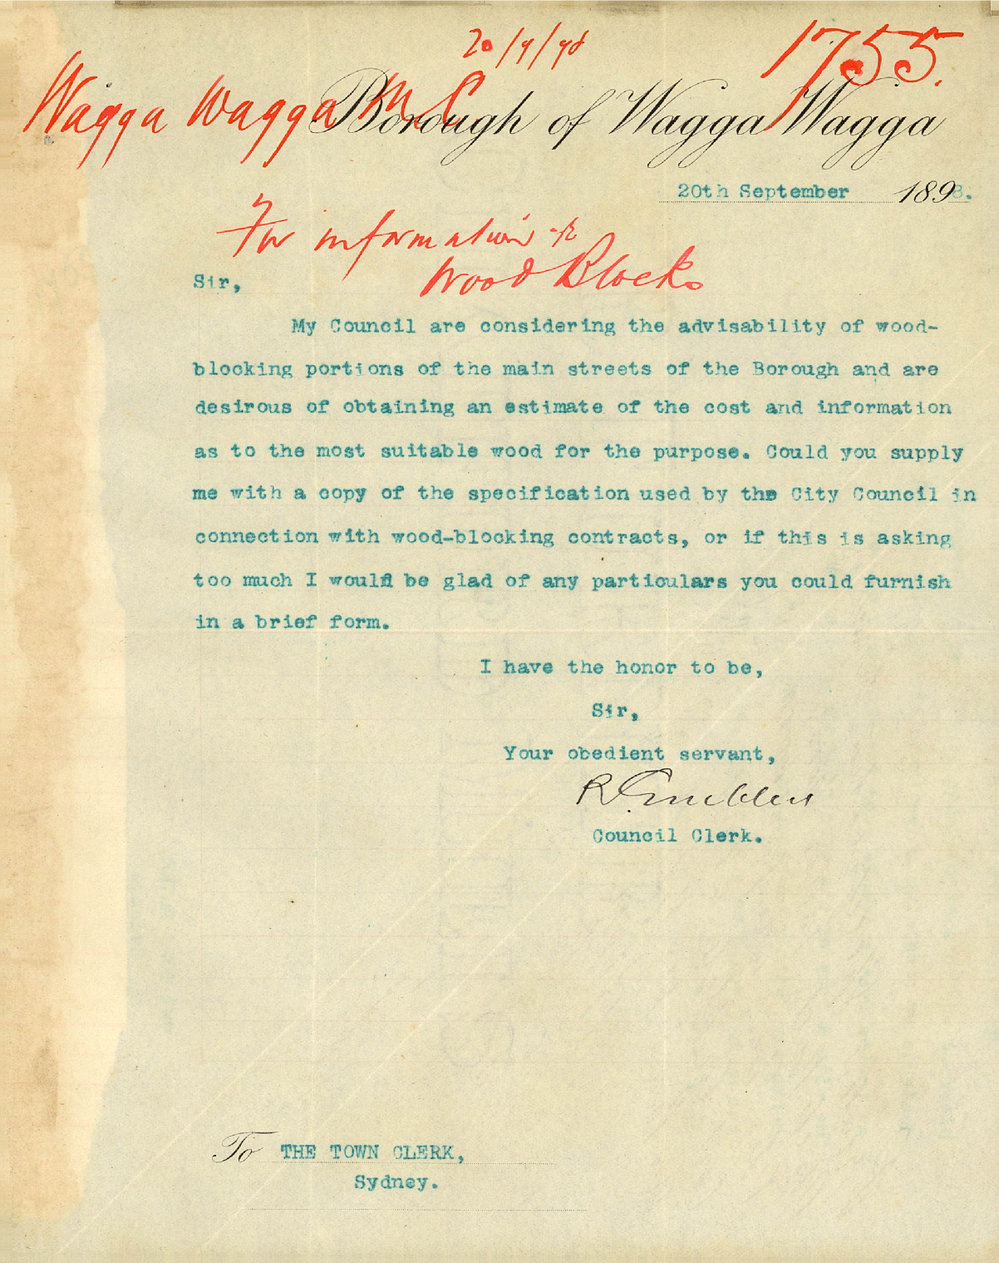 20/9/98
1755.
Wagga Wagga M. C
Borough of Wagga Wagga
20th September 1898.
For information re
Wood Blocks
Sir,
My Council are considering the advisability of wood-
blocking portions of the main streets of the Borough and are
desirous of obtaining an estimate of the cost and information
as to the most suitable wood for the purpose. Could you supply
me with a copy of the specification used by the City Council in
connection with wood-blocking contracts, or if this is asking
too much I would be glad of any particulars you could furnish
in a brief form.
I have the honor to be,
Sir,
Your obedient servant,
Council Clerk.
To THE TOWN CLERK,
Sydney.